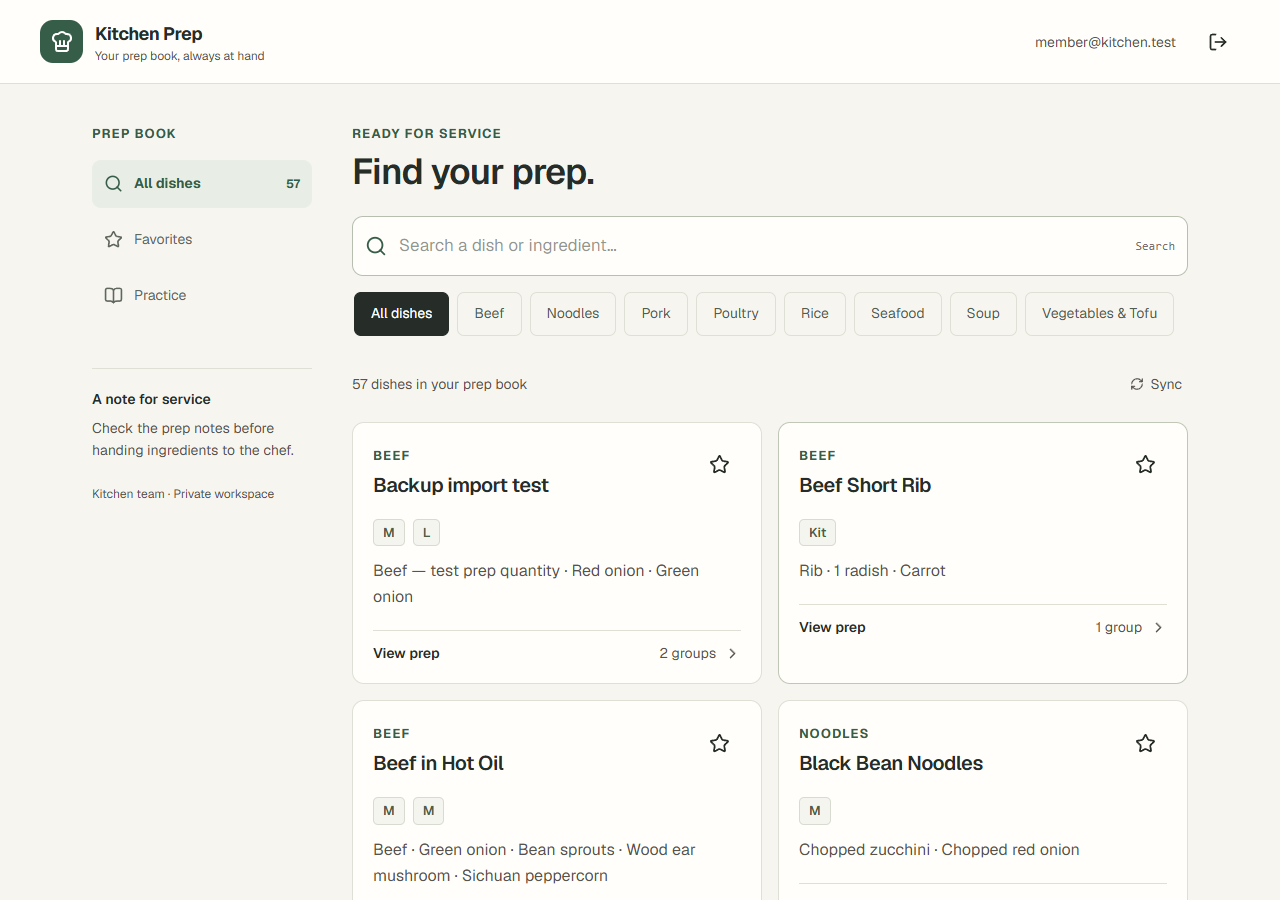 Kitchen Prep
Your prep book, always at hand
member@kitchen.test
PREP BOOK
All dishes 57
Favorites
Practice
A note for service
Check the prep notes before
handing ingredients to the chef.
Kitchen team · Private workspace
READY FOR SERVICE
Find your prep.
Search a dish or ingredient… Search
All dishes Beef Noodles Pork Poultry Rice Seafood Soup Vegetables & Tofu
57 dishes in your prep book Sync
BEEF
Backup import test
M L
Beef — test prep quantity · Red onion · Green
onion
View prep 2 groups
BEEF
Beef Short Rib
Kit
Rib · 1 radish · Carrot
View prep 1 group
BEEF
Beef in Hot Oil
M M
Beef · Green onion · Bean sprouts · Wood ear
mushroom · Sichuan peppercorn
NOODLES
Black Bean Noodles
M
Chopped zucchini · Chopped red onion